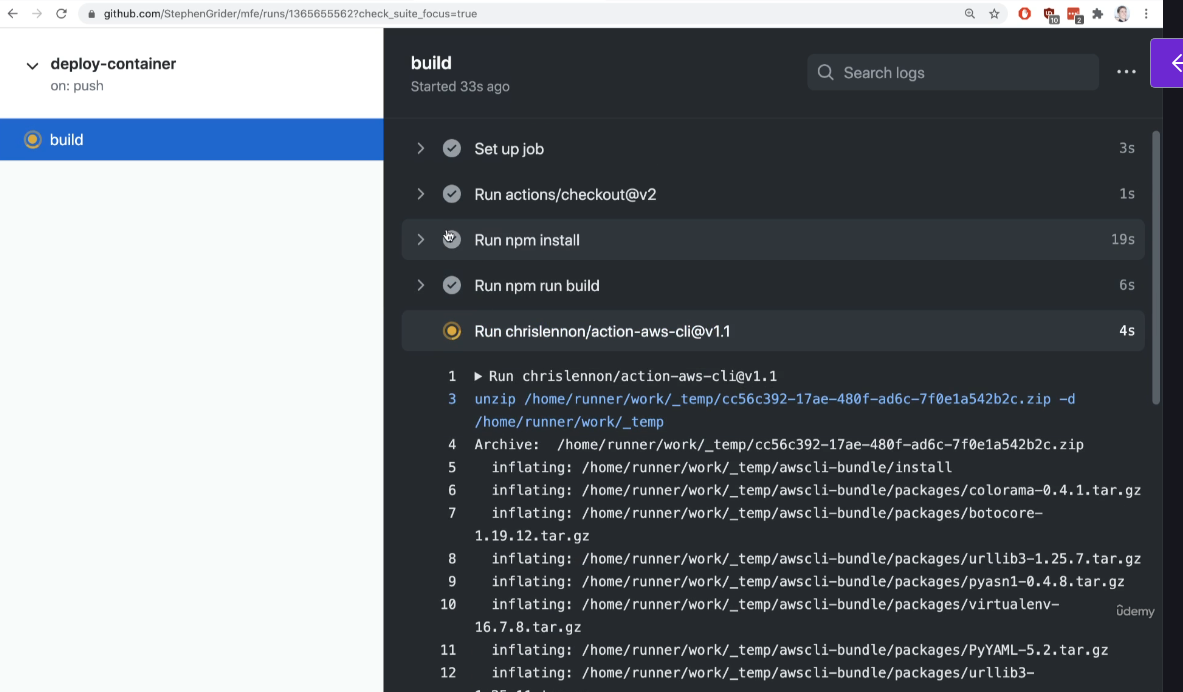 github.com/StephenGrider/mfe/runs/1365655562?check_suite_focus=true
10
2
deploy-container
on: push
build
build
Started 33s ago
Search logs
Set up job 3s
Run actions/checkout@v2 1s
Run npm install 19s
Run npm run build 6s
Run chrislennon/action-aws-cli@v1.1 4s
1 ▶ Run chrislennon/action-aws-cli@v1.1
3 unzip /home/runner/work/_temp/cc56c392-17ae-480f-ad6c-7f0e1a542b2c.zip -d
/home/runner/work/_temp
4 Archive:  /home/runner/work/_temp/cc56c392-17ae-480f-ad6c-7f0e1a542b2c.zip
5   inflating: /home/runner/work/_temp/awscli-bundle/install
6   inflating: /home/runner/work/_temp/awscli-bundle/packages/colorama-0.4.1.tar.gz
7   inflating: /home/runner/work/_temp/awscli-bundle/packages/botocore-
1.19.12.tar.gz
8   inflating: /home/runner/work/_temp/awscli-bundle/packages/urllib3-1.25.7.tar.gz
9   inflating: /home/runner/work/_temp/awscli-bundle/packages/pyasn1-0.4.8.tar.gz
10   inflating: /home/runner/work/_temp/awscli-bundle/packages/virtualenv-
16.7.8.tar.gz
11   inflating: /home/runner/work/_temp/awscli-bundle/packages/PyYAML-5.2.tar.gz
12   inflating: /home/runner/work/_temp/awscli-bundle/packages/urllib3-
ûdemy